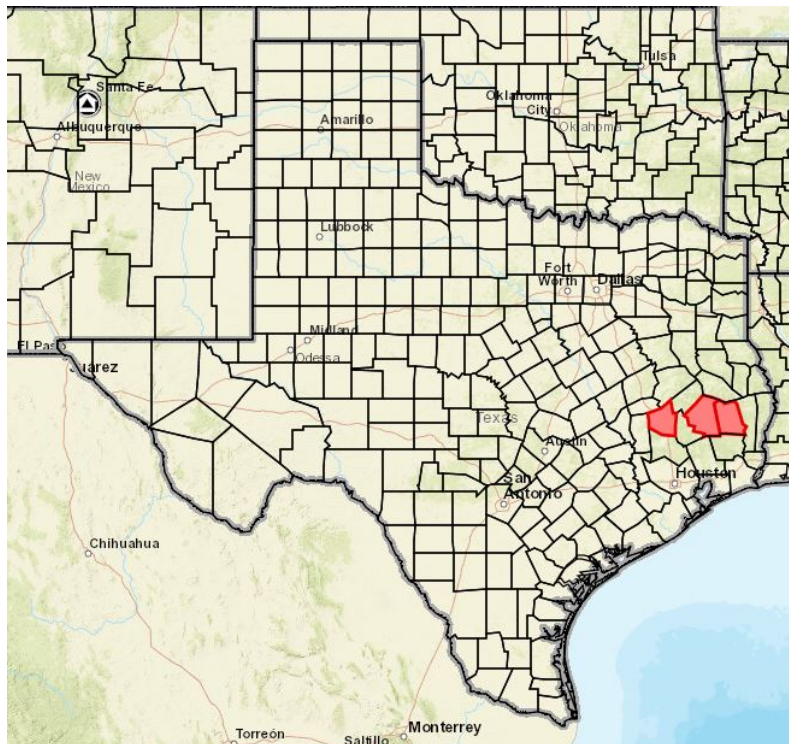 Santa Fe
Tulsa
Oklahoma
City
Oklahoma
Albuquerque
Amarillo
New
Mexico
Lubbock
Fort
Worth
Dallas
El Paso
Midland
Odessa
Juárez
Texas
Austin
Houston
San
Antonio
Chihuahua
Torreón
Saltillo
Monterrey